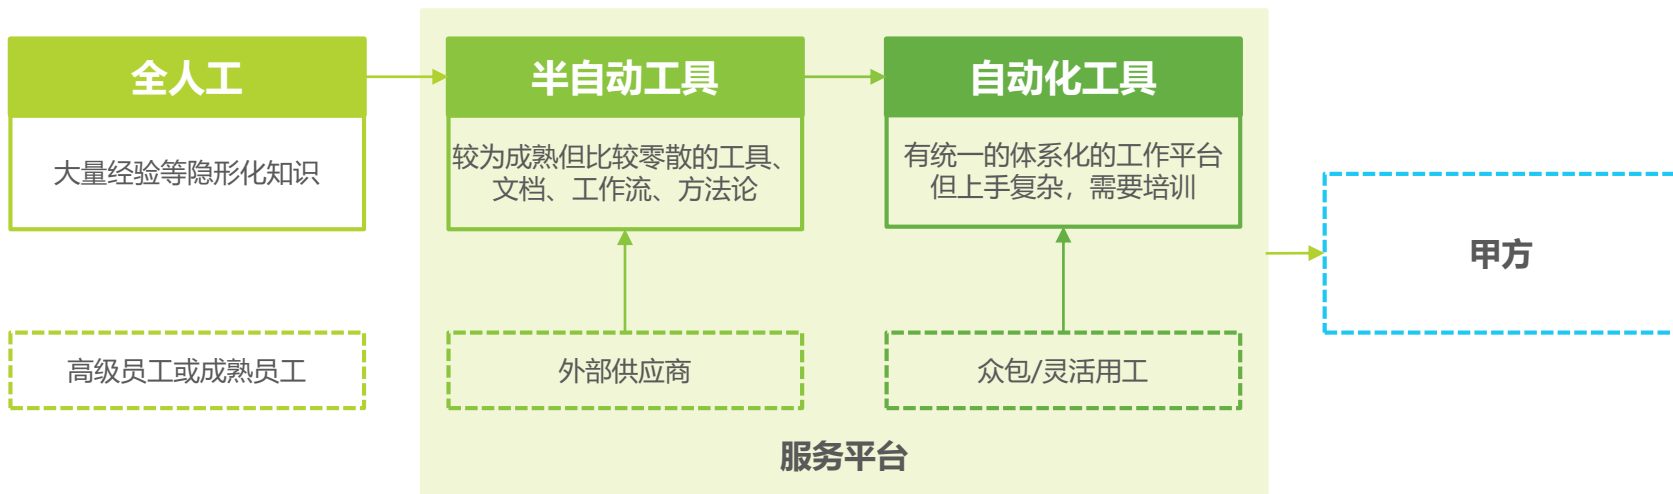 全人工
大量经验等隐形化知识
高级员工或成熟员工
半自动工具
较为成熟但比较零散的工具、
文档、工作流、方法论
外部供应商
自动化工具
有统一的体系化的工作平台
但上手复杂，需要培训
众包/灵活用工
服务平台
甲方